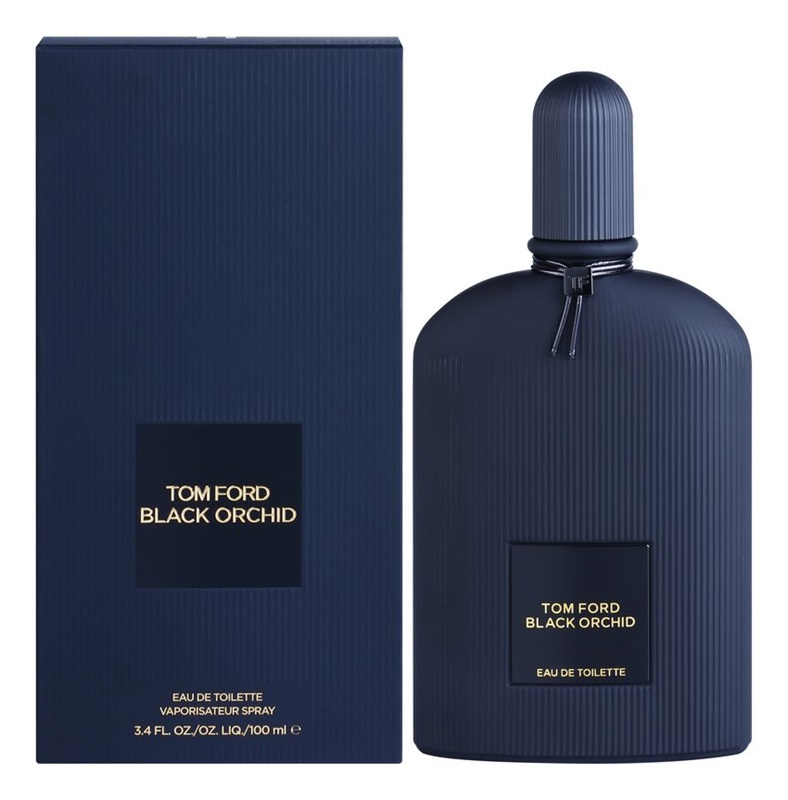 TOM FORD
BLACK ORCHID
EAU DE TOILETTE
VAPORISATEUR SPRAY
3.4 FL. OZ./OZ. LIQ./100 ml ℮
TF
TOM FORD
BLACK ORCHID
EAU DE TOILETTE